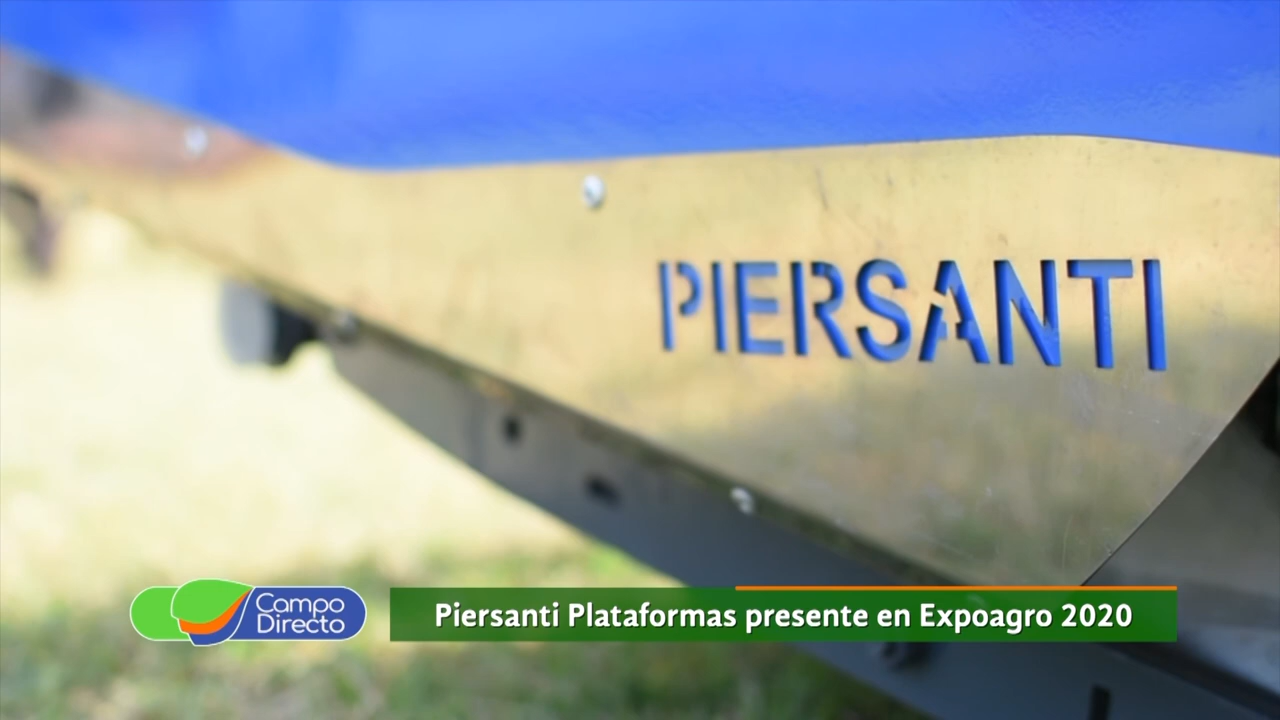 PIERSANTI
Campo
Directo
Piersanti Plataformas presente en Expoagro 2020